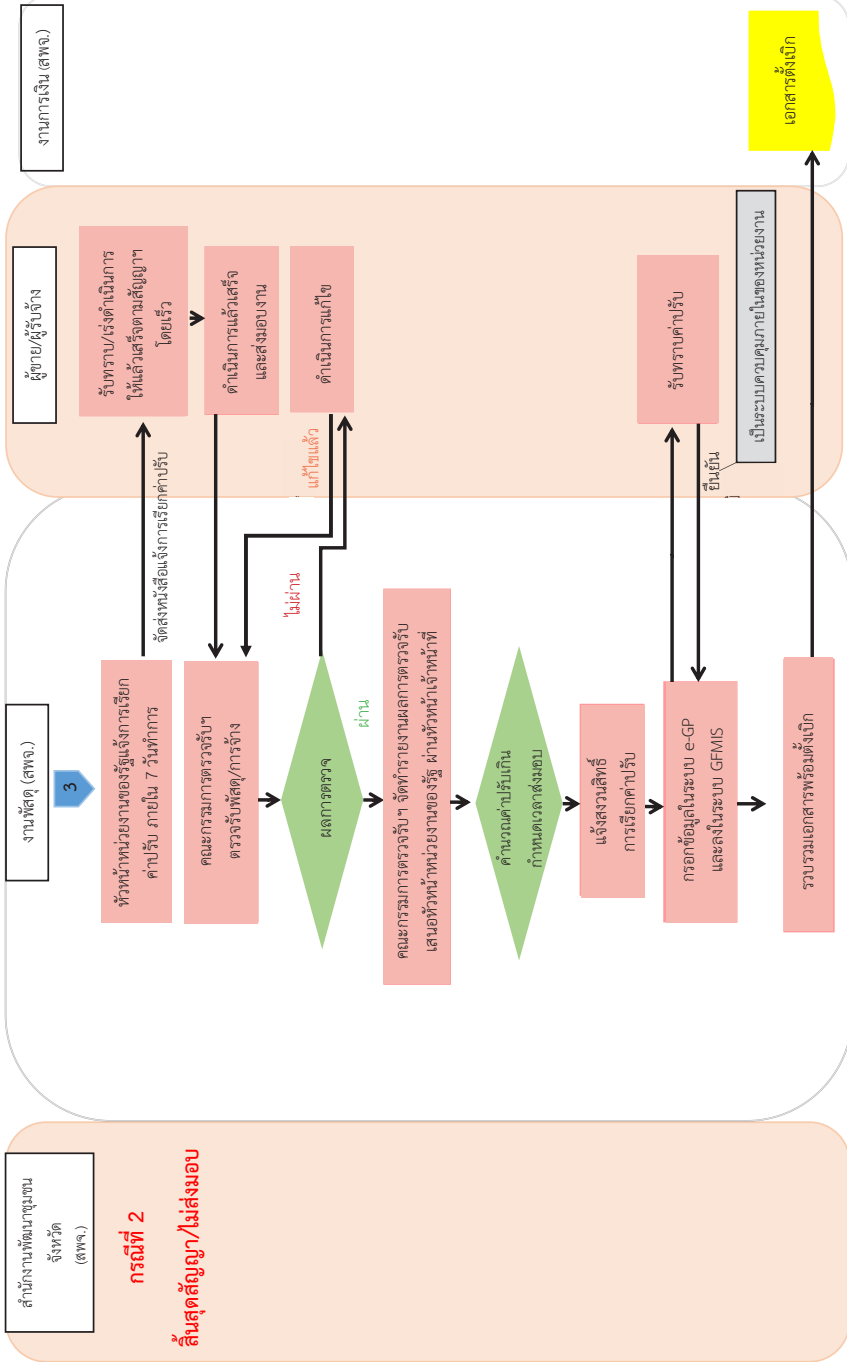 สำนักงานพัฒนาชุมชน
จังหวัด
(สพจ.)
กรณีที่ 2
สิ้นสุดสัญญา/ไม่ส่งมอบ
งานพัสดุ (สพจ.)
3
หัวหน้าหน่วยงานของรัฐแจ้งการเรียก
ค่าปรับ ภายใน 7 วันทำการ
จัดส่งหนังสือแจ้งการเรียกค่าปรับ
คณะกรรมการตรวจรับฯ
ตรวจรับพัสดุ/การจ้าง
ผลการตรวจ
ไม่ผ่าน
แก้ไขแล้ว
ผ่าน
คณะกรรมการตรวจรับฯ จัดทำรายงานผลการตรวจรับ
เสนอหัวหน้าหน่วยงานของรัฐ ผ่านหัวหน้าเจ้าหน้าที่
คำนวณค่าปรับเกิน
กำหนดเวลาส่งมอบ
แจ้งสงวนสิทธิ์
การเรียกค่าปรับ
กรอกข้อมูลในระบบ e-GP
และลงในระบบ GFMIS
ยืนยัน
รวบรวมเอกสารพร้อมตั้งเบิก
ผู้ขาย/ผู้รับจ้าง
รับทราบ/เร่งดำเนินการ
ให้แล้วเสร็จตามสัญญาฯ
โดยเร็ว
ดำเนินการแล้วเสร็จ
และส่งมอบงาน
ดำเนินการแก้ไข
รับทราบค่าปรับ
เป็นระบบควบคุมภายในของหน่วยงาน
งานการเงิน (สพจ.)
เอกสารตั้งเบิก